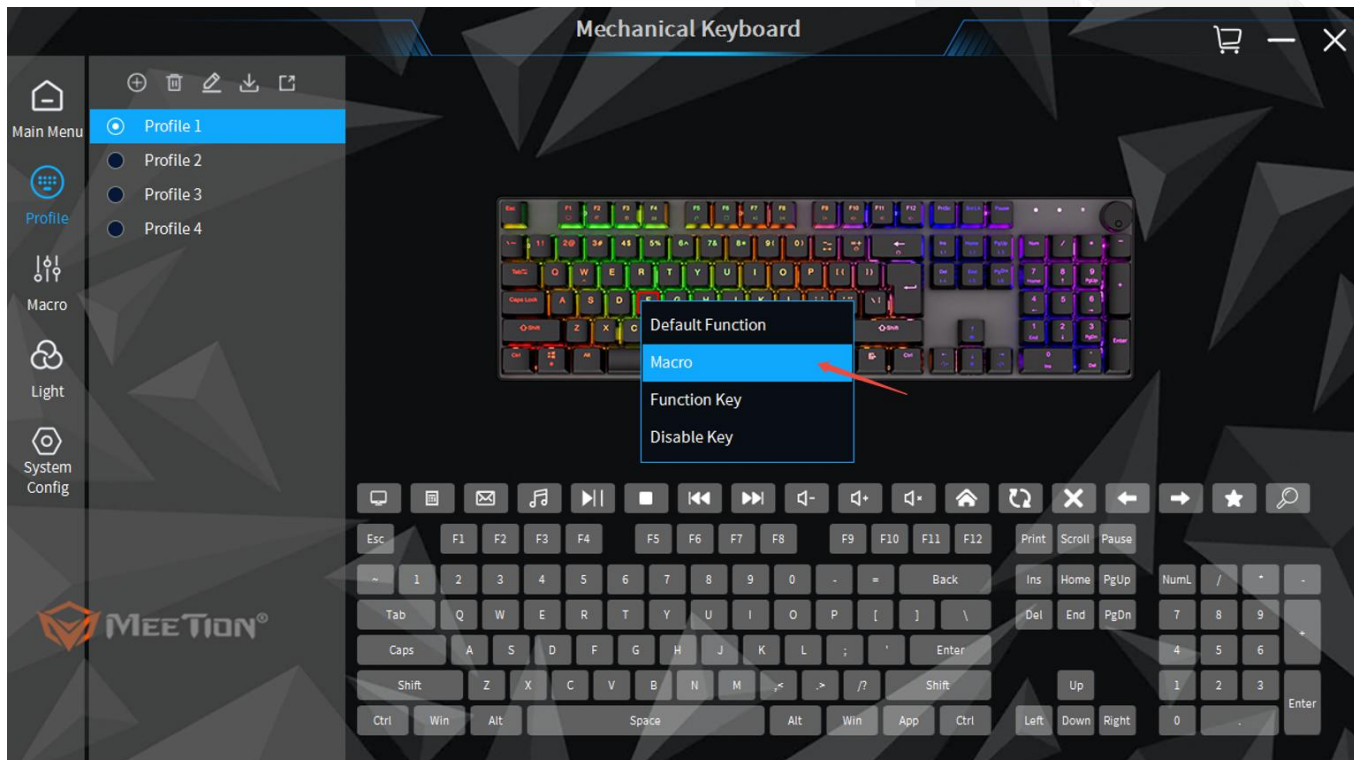 Mechanical Keyboard
Main Menu
Profile
Macro
Light
System
Config
Profile 1
Profile 2
Profile 3
Profile 4
Default Function
Macro
Function Key
Disable Key
MEETION®
Esc F1 F2 F3 F4 F5 F6 F7 F8 F9 F10 F11 F12 Print Scroll Pause
~ 1 2 3 4 5 6 7 8 9 0 - = Back Ins Home PgUp NumL / * -
Tab Q W E R T Y U I O P [ ] \ Del End PgDn 7 8 9 +
Caps A S D F G H J K L ; ' Enter 4 5 6
Shift Z X C V B N M ,< .> /? Shift Up 1 2 3 Enter
Ctrl Win Alt Space Alt Win App Ctrl Left Down Right 0 .